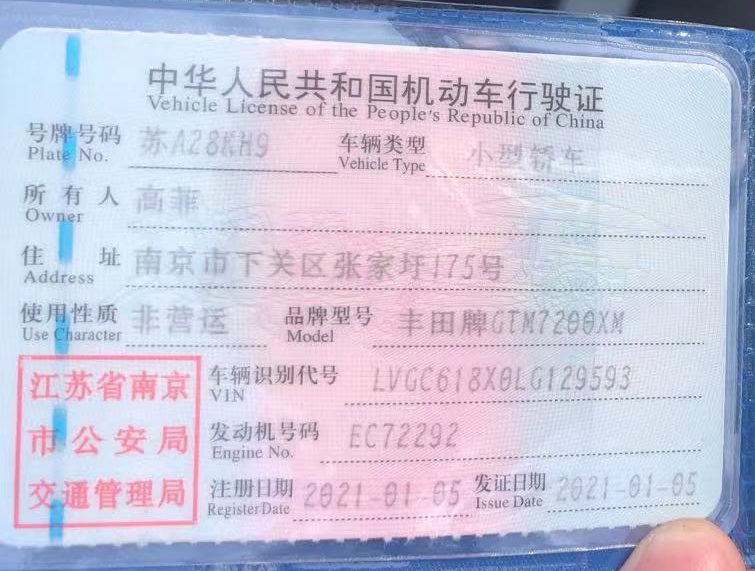 中华人民共和国机动车行驶证
Vehicle License of the People's Republic of China
号牌号码 苏A28KH9 车辆类型 小型轿车
Plate No. Vehicle Type
所有人 高菲
Owner
住址 南京市下关区张家圩175号
Address
使用性质 非营运 品牌型号 丰田牌GTM7200XM
Use Character Model
江苏省南京
市公安局
交通管理局
车辆识别代号 LVGC618X0LG129593
VIN
发动机号码 EC72292
Engine No.
注册日期 2021-01-05 发证日期 2021-01-05
Register Date Issue Date